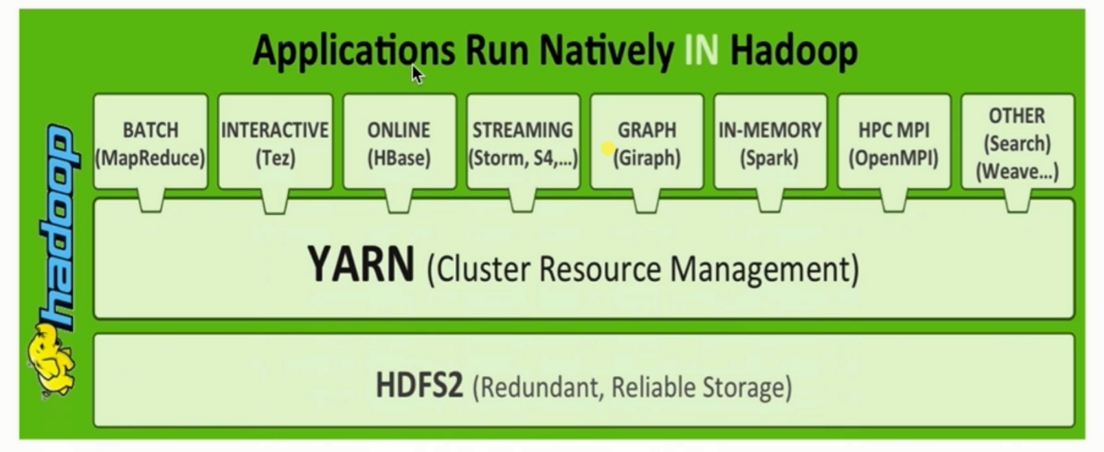 Applications Run Natively IN Hadoop
hadoop
BATCH
(MapReduce)
INTERACTIVE
(Tez)
ONLINE
(HBase)
STREAMING
(Storm, S4,...)
GRAPH
(Giraph)
IN-MEMORY
(Spark)
HPC MPI
(OpenMPI)
OTHER
(Search)
(Weave...)
YARN (Cluster Resource Management)
HDFS2 (Redundant, Reliable Storage)